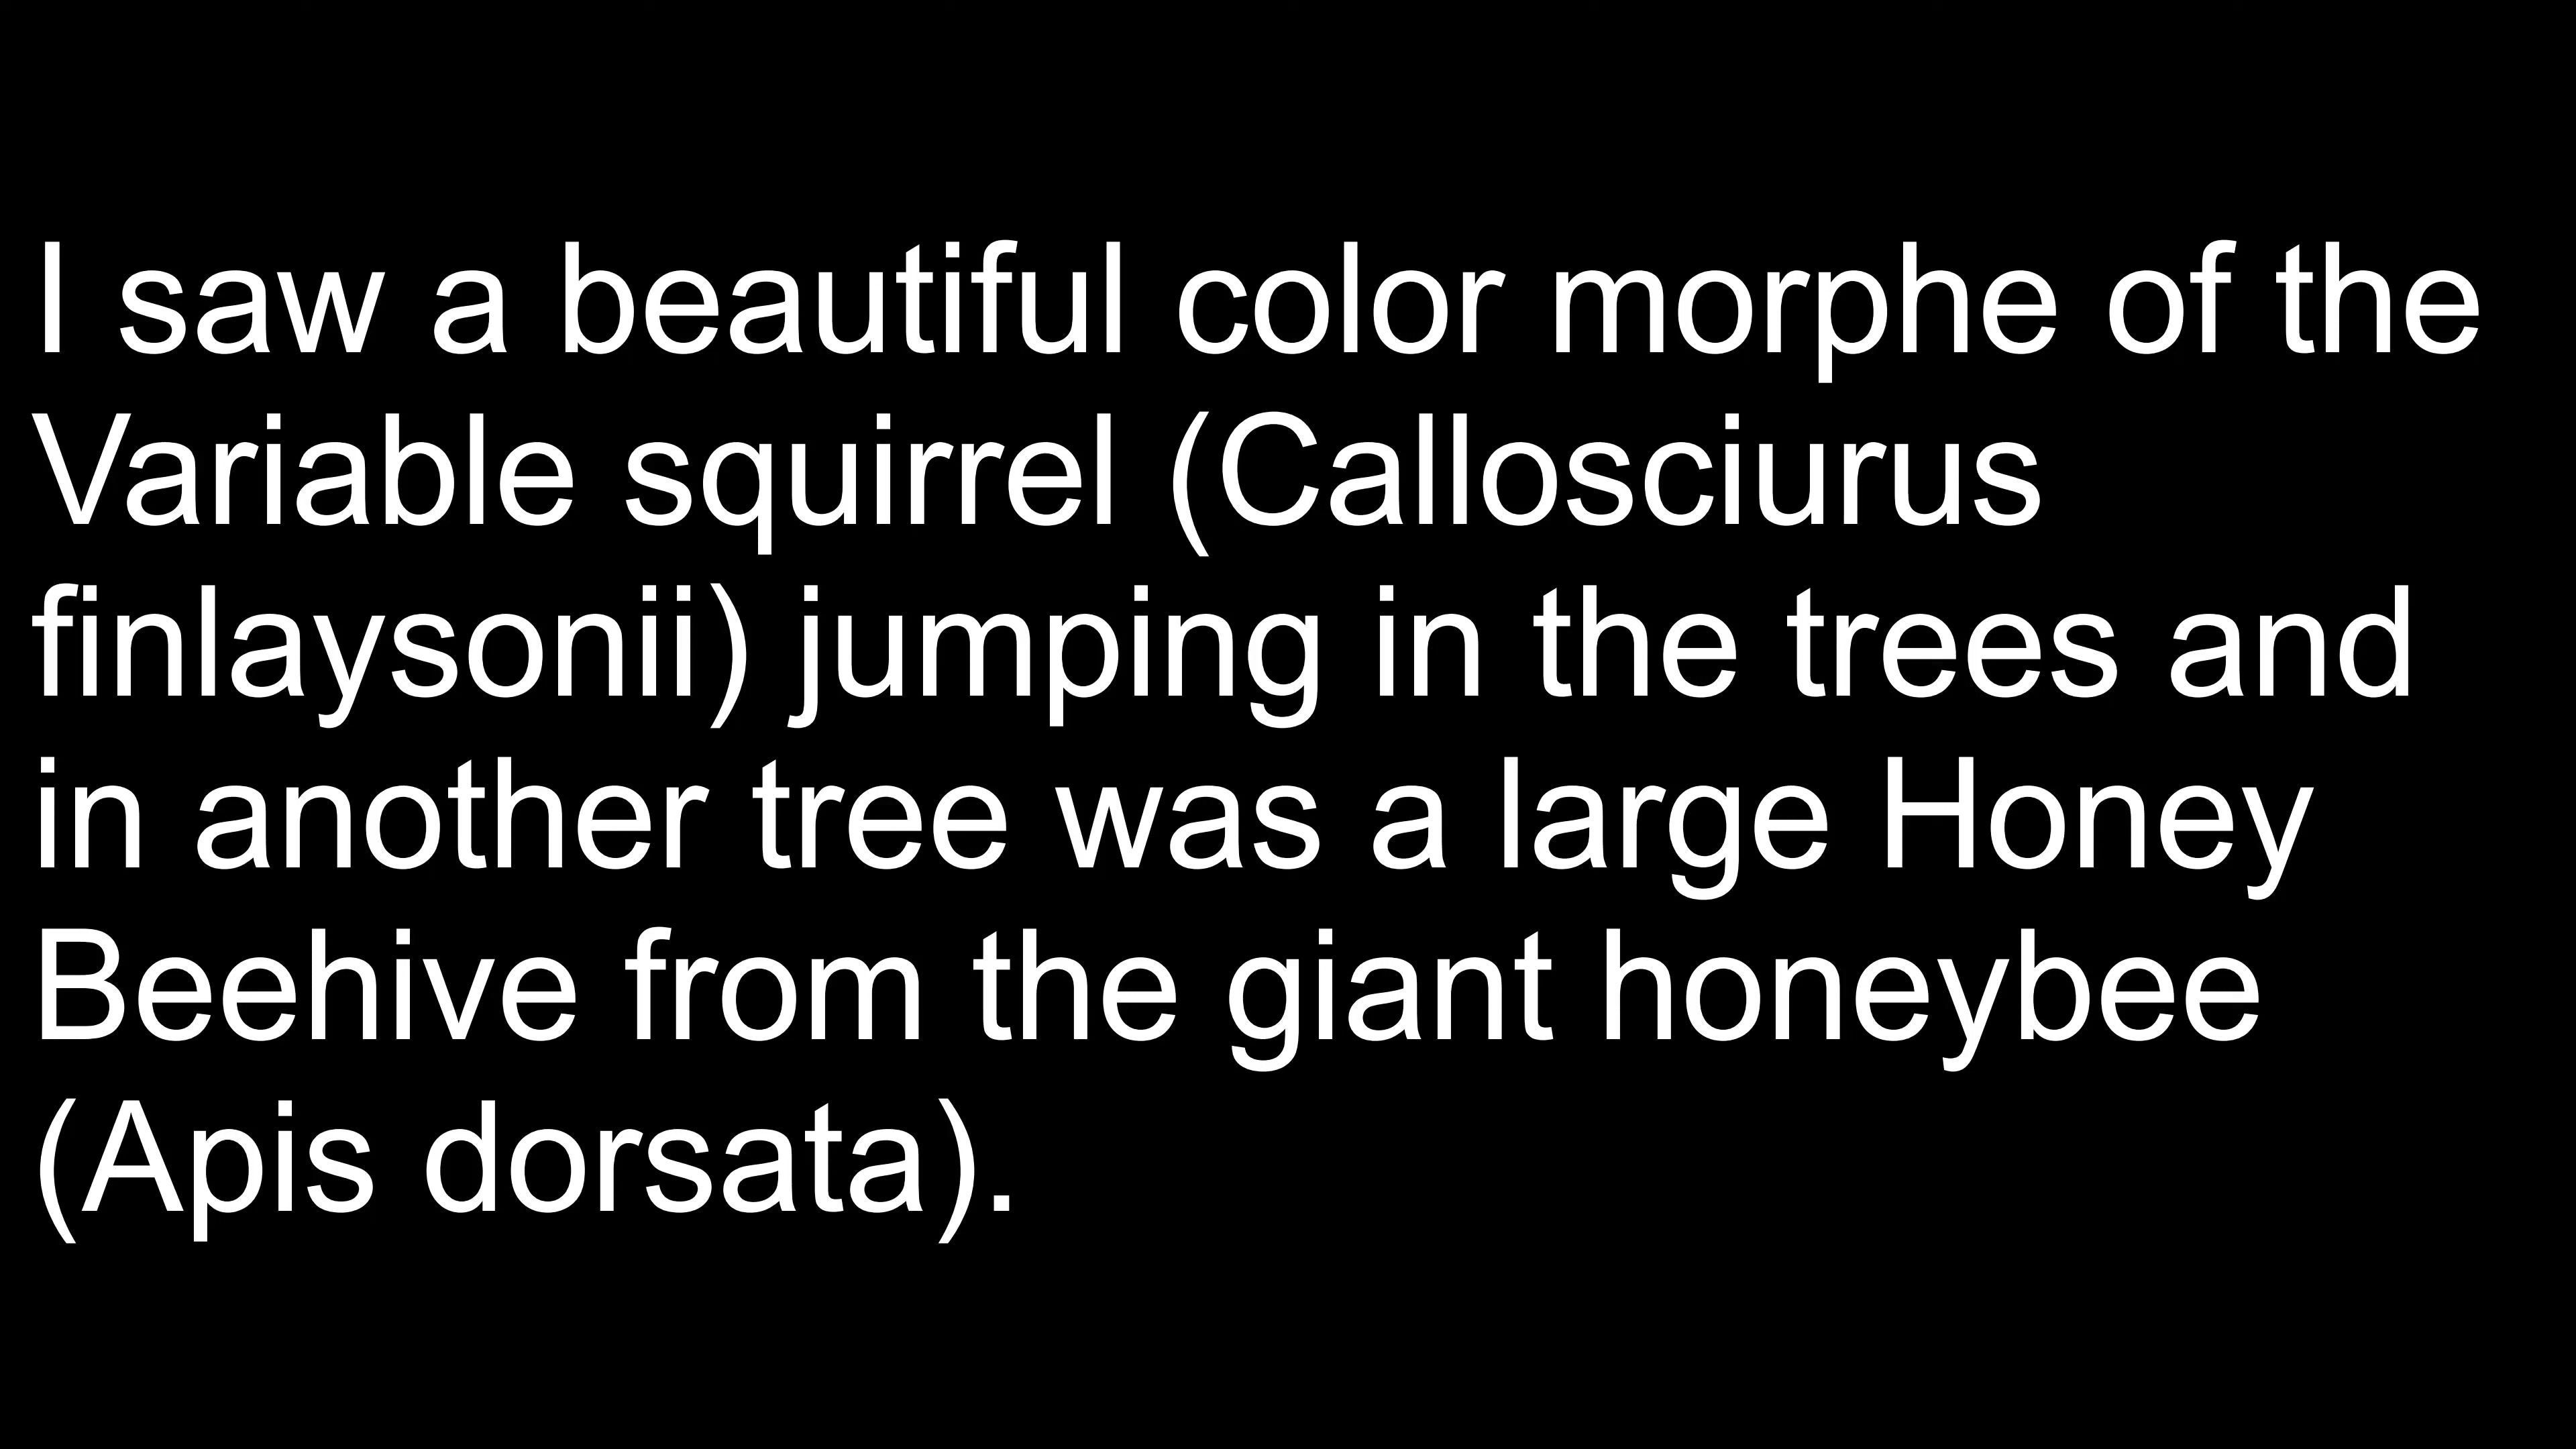 I saw a beautiful color morphe of the
Variable squirrel (Callosciurus
finlaysonii) jumping in the trees and
in another tree was a large Honey
Beehive from the giant honeybee
(Apis dorsata).